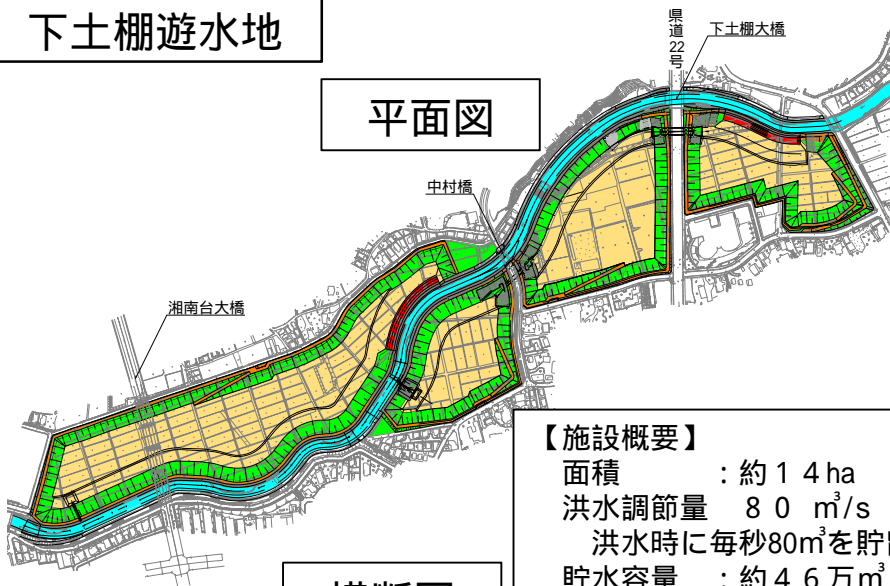 下土棚遊水地
県道22号
下土棚大橋
平面図
中村橋
湘南台大橋
【施設概要】
面積 :約14ha
洪水調節量 80 ㎥/s
洪水時に毎秒80㎥を貯
貯水容量 :約46万㎥